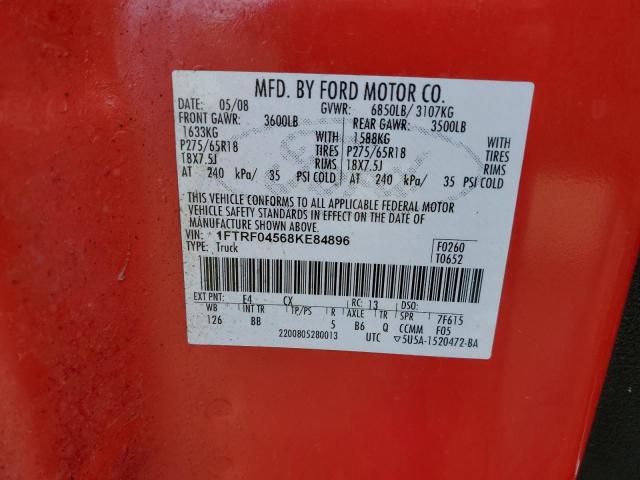 MFD. BY FORD MOTOR CO.
DATE: 05/08 GVWR: 6850LB/ 3107KG
FRONT GAWR: 3600LB REAR GAWR: 3500LB
1633KG WITH 1588KG WITH
P275/65R18 TIRES P275/65R18 TIRES
18X7.5J RIMS 18X7.5J RIMS
AT 240 kPa/ 35 PSI COLD AT 240 kPa/ 35 PSI COLD
THIS VEHICLE CONFORMS TO ALL APPLICABLE FEDERAL MOTOR
VEHICLE SAFETY STANDARDS IN EFFECT ON THE DATE OF
MANUFACTURE SHOWN ABOVE.
VIN: 1FTRF04568KE84896 F0260
TYPE: Truck T0652
EXT PNT: E4 CX RC: 13 DSO:
WB INT TR TP/PS R AXLE TR SPR 7F615
126 BB 5 B6 Q CCMM F05
2200805280013 UTC ▽5U5A-1520472-BA